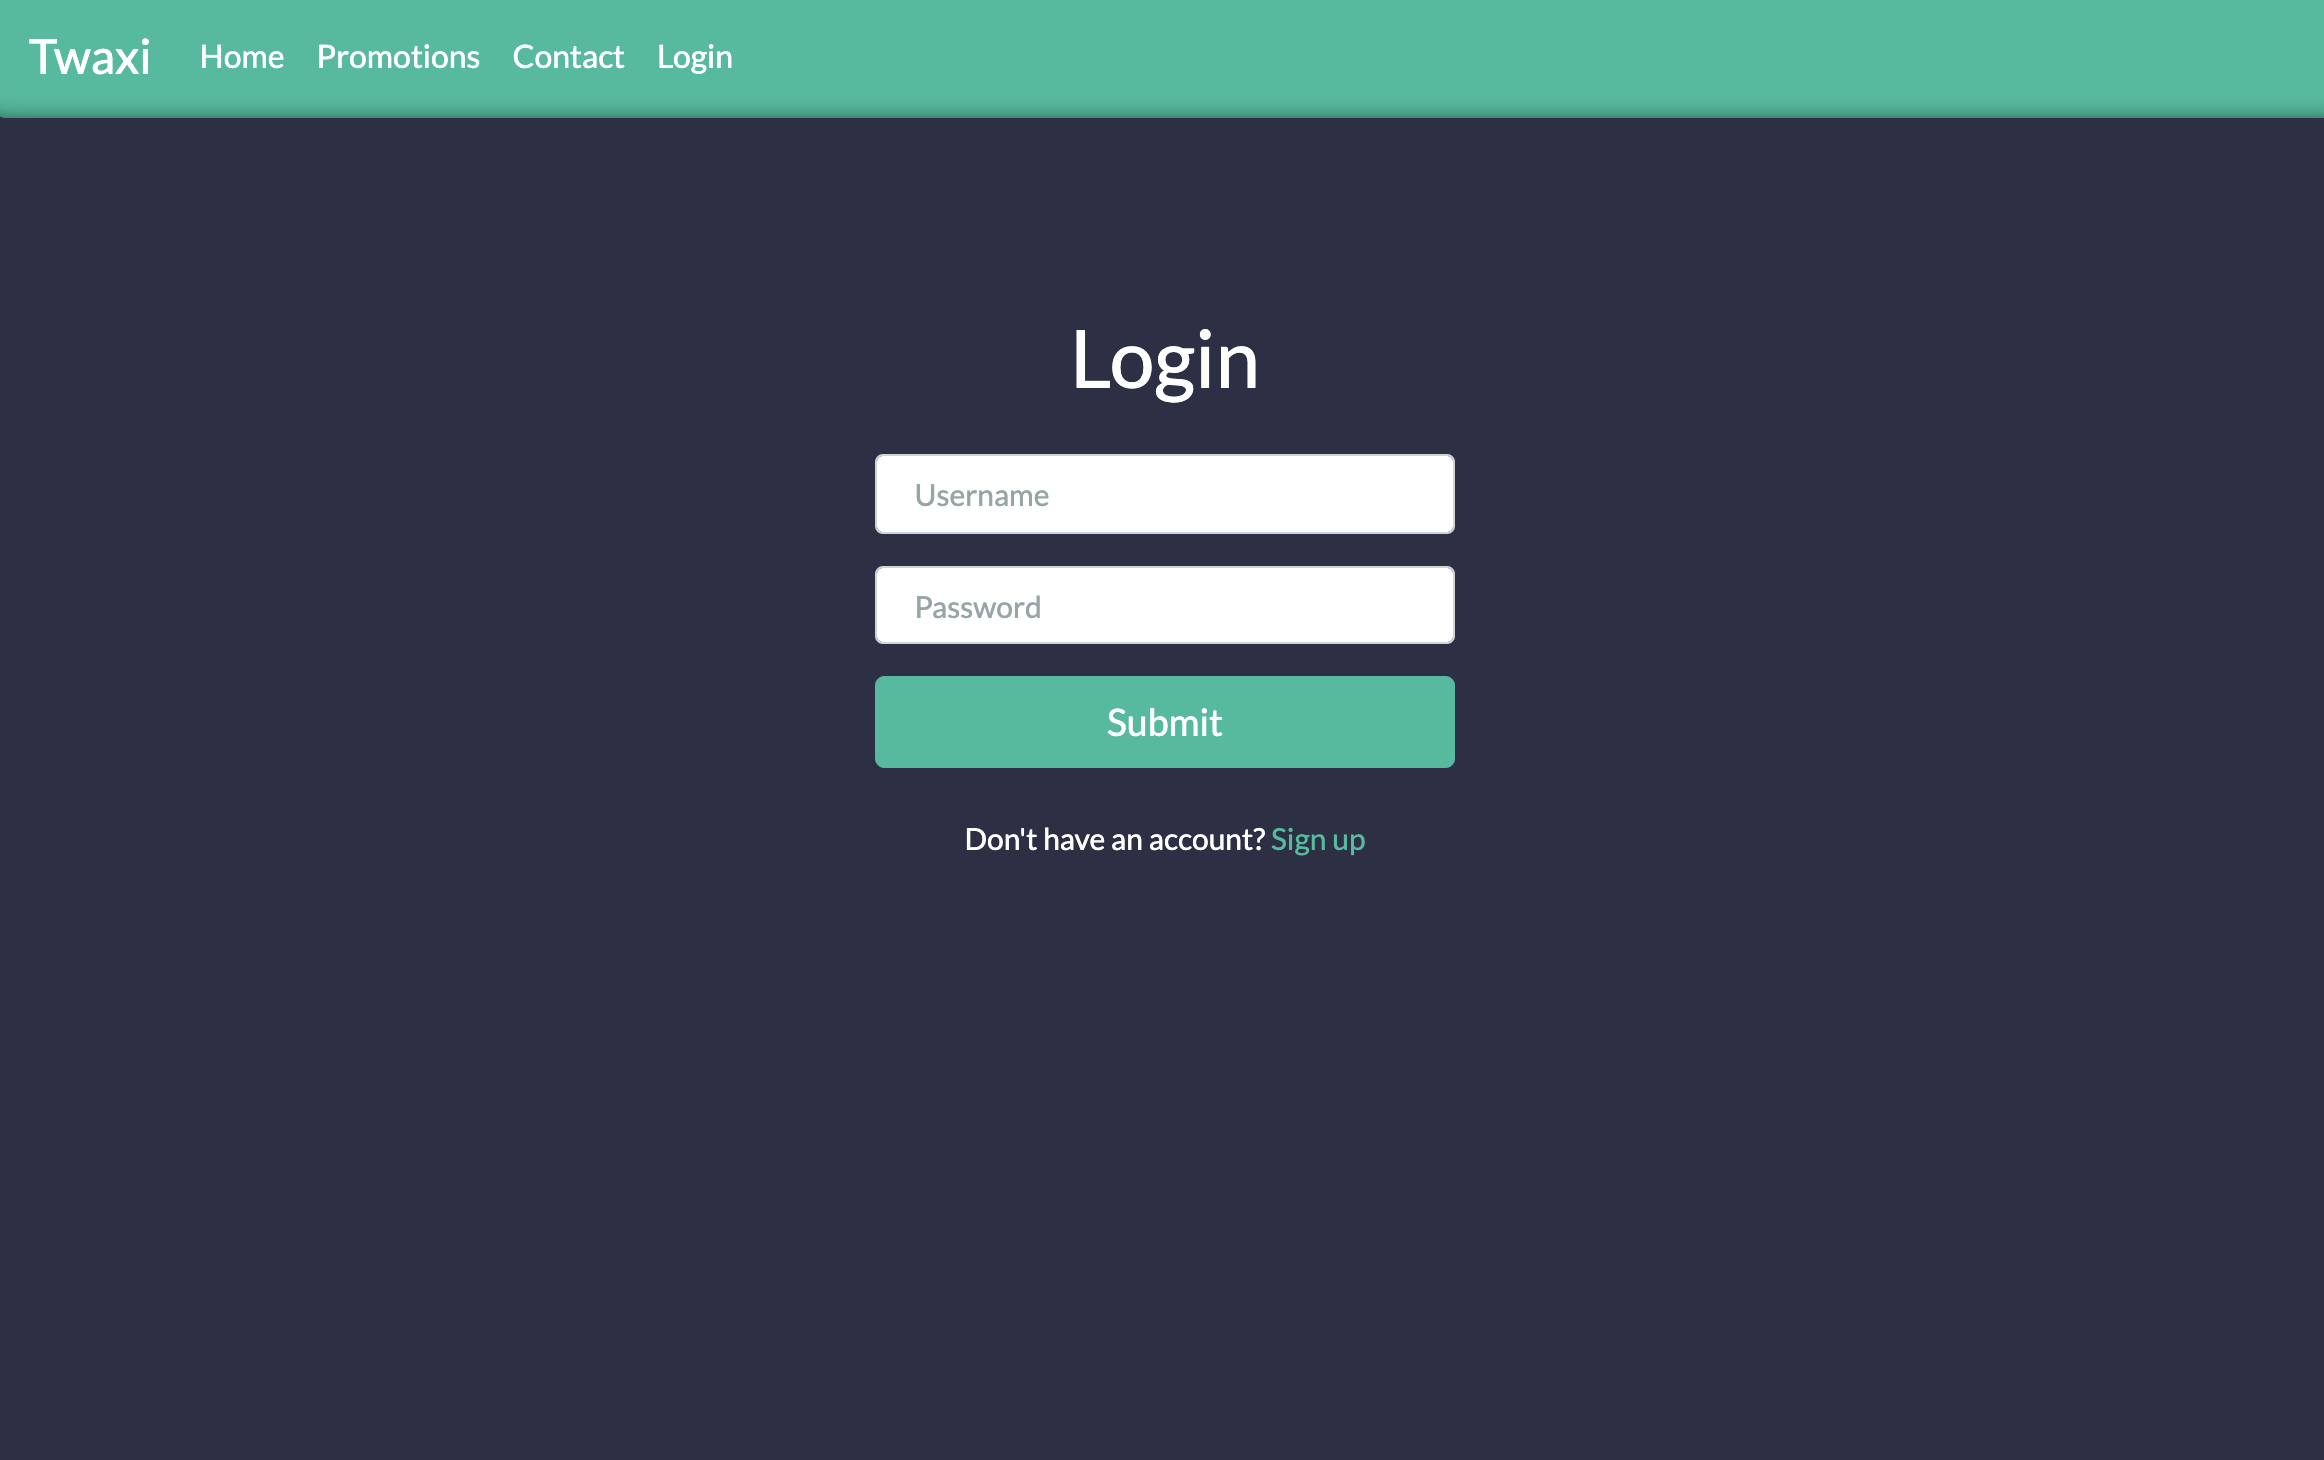 Twaxi Home Promotions Contact Login
Login
Username
Password
Submit
Don't have an account? Sign up